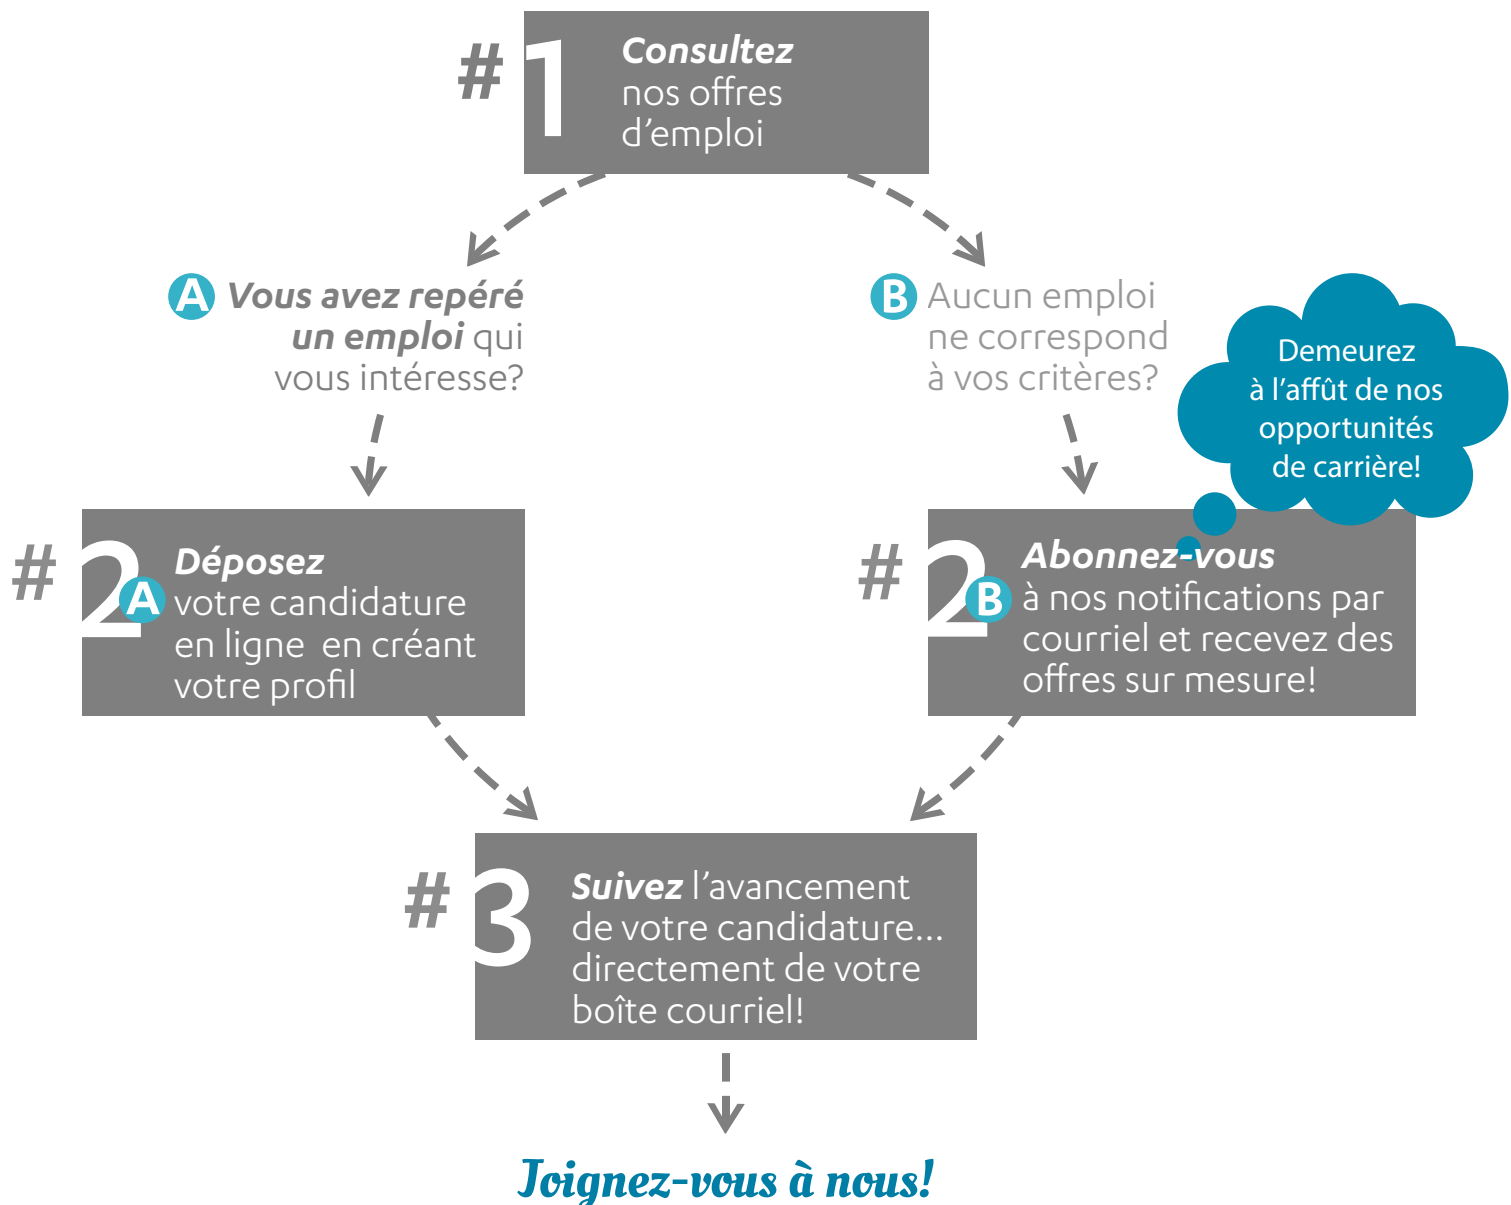 #1
Consultez
nos offres
d’emploi
A Vous avez repéré
un emploi qui
vous intéresse?
B Aucun emploi
ne correspond
à vos critères?
Demeurez
à l’affût de nos
opportunités
de carrière!
#2 A
Déposez
votre candidature
en ligne  en créant
votre profil
#2 B
Abonnez-vous
à nos notifications par
courriel et recevez des
offres sur mesure!
#3
Suivez l’avancement
de votre candidature...
directement de votre
boîte courriel!
Joignez-vous à nous!